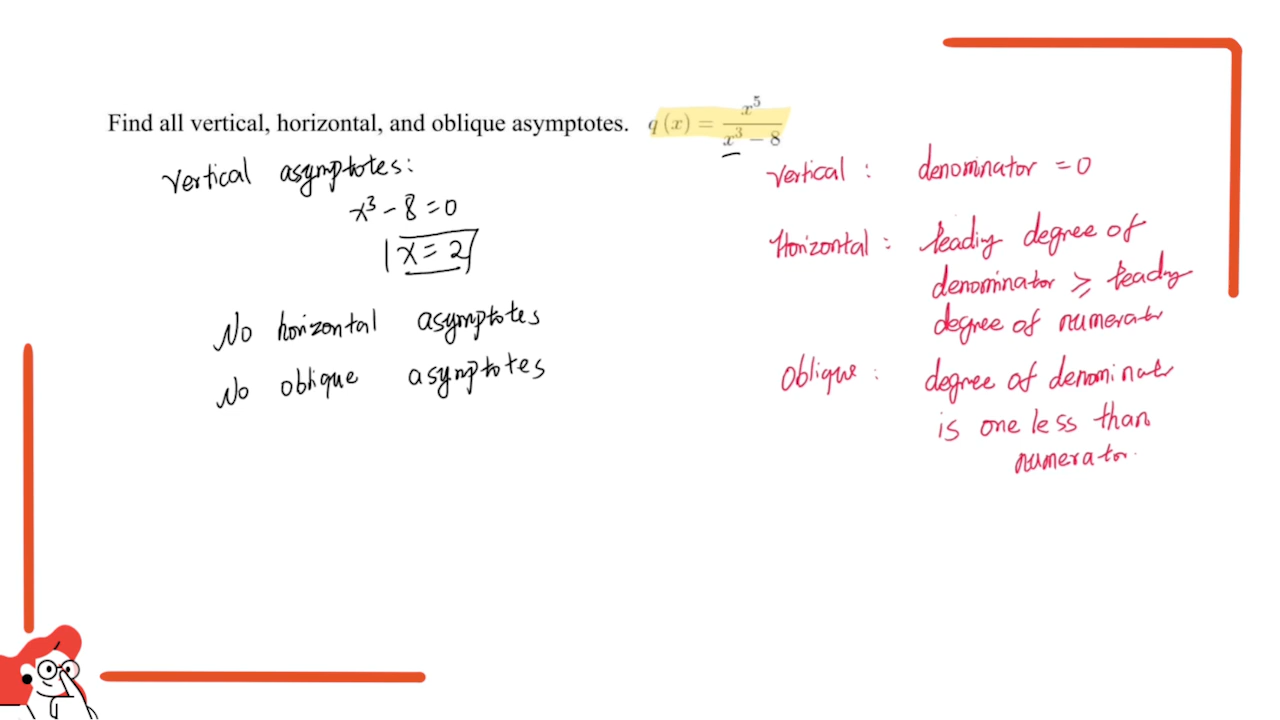 Find all vertical, horizontal, and oblique asymptotes. q (x) = x^5 / (x^3 − 8)
Vertical asymptotes:
x^3 - 8 = 0
x = 2
No horizontal asymptotes
No oblique asymptotes
Vertical : denominator = 0
Horizontal : leading degree of
denominator ⩾ leading
degree of numerator
Oblique : degree of denominator
is one less than
numerator.